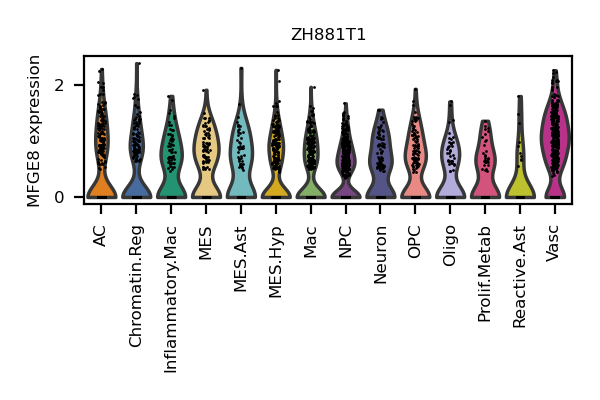 ZH881T1
MFGE8 expression
2
0
AC
Chromatin.Reg
Inflammatory.Mac
MES
MES.Ast
MES.Hyp
Mac
NPC
Neuron
OPC
Oligo
Prolif.Metab
Reactive.Ast
Vasc